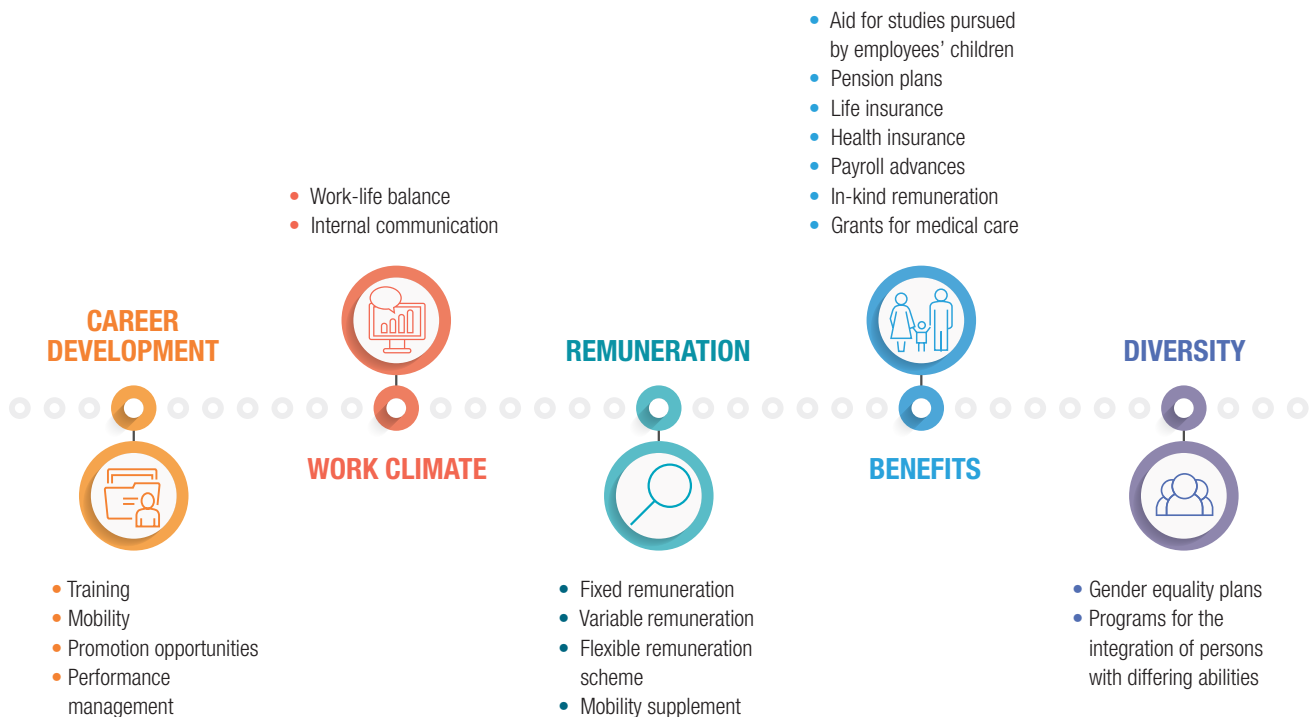 CAREER
DEVELOPMENT
• Training
• Mobility
• Promotion opportunities
• Performance
management
• Work-life balance
• Internal communication
WORK CLIMATE
REMUNERATION
• Fixed remuneration
• Variable remuneration
• Flexible remuneration
scheme
• Mobility supplement
• Aid for studies pursued
by employees’ children
• Pension plans
• Life insurance
• Health insurance
• Payroll advances
• In-kind remuneration
• Grants for medical care
BENEFITS
DIVERSITY
• Gender equality plans
• Programs for the
integration of persons
with differing abilities